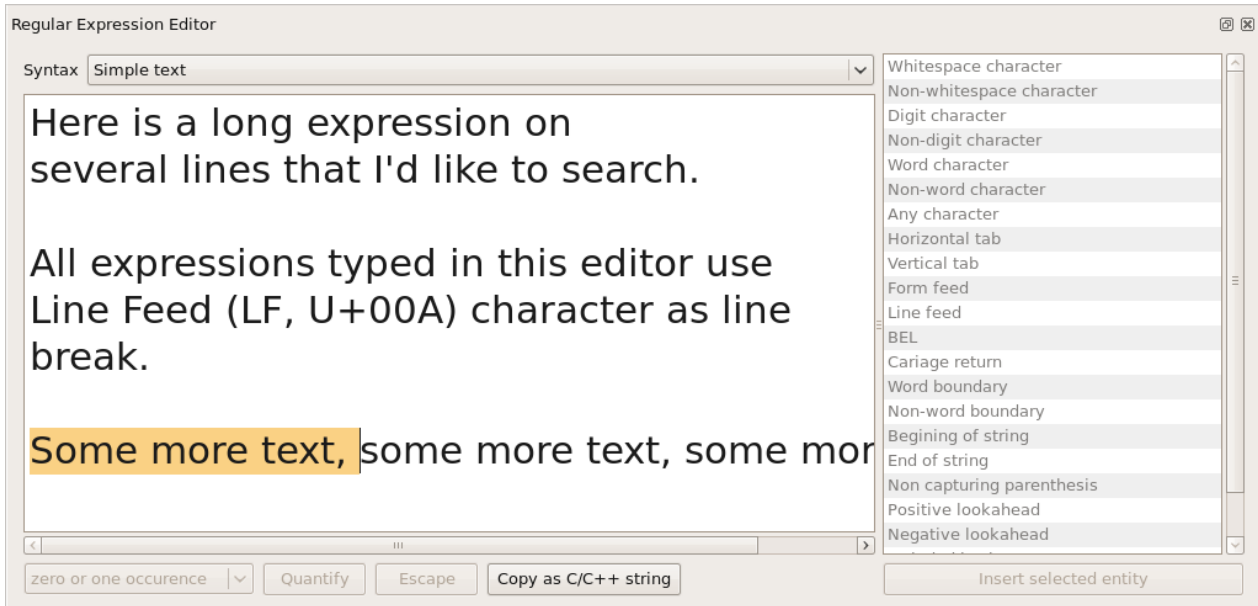 Regular Expression Editor
Syntax Simple text
Here is a long expression on
several lines that I'd like to search.
All expressions typed in this editor use
Line Feed (LF, U+00A) character as line
break.
Some more text, some more text, some mor
zero or one occurence
Quantify
Escape
Copy as C/C++ string
Whitespace character
Non-whitespace character
Digit character
Non-digit character
Word character
Non-word character
Any character
Horizontal tab
Vertical tab
Form feed
Line feed
BEL
Cariage return
Word boundary
Non-word boundary
Begining of string
End of string
Non capturing parenthesis
Positive lookahead
Negative lookahead
Insert selected entity